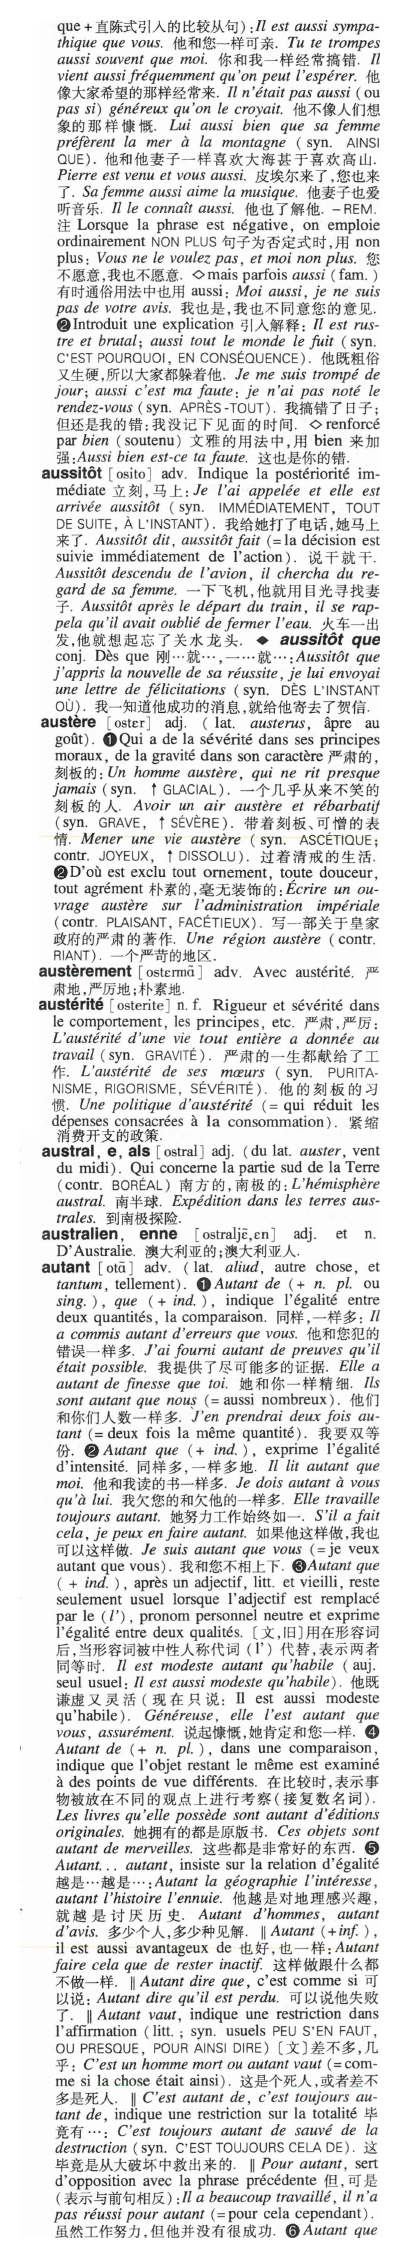 que + 直陈式引人的比较从句) : Il est aussi sympa-
thique que vous. 他和您一样可亲. Tu te trompes
aussi souvent que moi. 你和我一样经常搞错. Il
vient aussi fréquemment qu'on peut l'espérer. 他
像大家希望的那样经常来. Il n'était pas aussi ( ou
pas si) généreux qu'on le croyait. 他不像人们想
象的那样慷慨. Lui aussi bien que sa femme
préfèrent la mer à la montagne ( syn. AINSI
QUE). 他和他妻子一样喜欢大海甚于喜欢高山.
Pierre est venu et vous aussi. 皮埃尔来了,您也来
了. Sa femme aussi aime la musique. 他妻子也爱
听音乐. Il le connaît aussi. 他也了解他. – REM.
注 Lorsque la phrase est négative, on emploie
ordinairement NON PLUS 句子为否定式时,用 non
plus: Vous ne le voulez pas, et moi non plus. 您
不愿意,我也不愿意. ◇mais parfois aussi ( fam. )
有时通俗用法中也用 aussi: Moi aussi, je ne suis
pas de votre avis. 我也是,我也不同意您的意见.
❷Introduit une explication 引入解释: Il est rus-
tre et brutal; aussi tout le monde le fuit ( syn.
C'EST POURQUOI, EN CONSÉQUENCE). 他既粗俗
又生硬,所以大家都躲着他. Je me suis trompé de
jour; aussi c'est ma faute: je n'ai pas noté le
rendez-vous ( syn. APRÈS-TOUT). 我搞错了日子;
但还是我的错:我没记下见面的时间. ◇renforcé
par bien ( soutenu) 文雅的用法中,用 bien 来加
强:Aussi bien est-ce ta faute. 这也是你的错.
aussitôt [osito] adv. Indique la postériorité im-
médiate 立刻,马上: Je l'ai appelée et elle est
arrivée aussitôt ( syn. IMMÉDIATEMENT, TOUT
DE SUITE, À L'INSTANT). 我给她打了电话,她马上
来了. Aussitôt dit, aussitôt fait (= la décision est
suivie immédiatement de l'action). 说干就干.
Aussitôt descendu de l'avion, il chercha du re-
gard de sa femme. 一下飞机,他就用目光寻找妻
子. Aussitôt après le départ du train, il se rap-
pela qu'il avait oublié de fermer l'eau. 火车一出
发,他就想起忘了关水龙头. ◆ aussitôt que
conj. Dès que 刚…就…,一…就…: Aussitôt que
j'appris la nouvelle de sa réussite, je lui envoyai
une lettre de félicitations ( syn. DÈS L'INSTANT
OÙ). 我一知道他成功的消息,就给他寄去了贺信.
austère [oster] adj. ( lat. austerus, âpre au
goût). ❶Qui a de la sévérité dans ses principes
moraux, de la gravité dans son caractère 严肃的,
刻板的: Un homme austère, qui ne rit presque
jamais (syn. ↑ GLACIAL). 一个几乎从来不笑的
刻板的人. Avoir un air austère et rébarbatif
(syn. GRAVE, ↑ SÉVÈRE). 带着刻板、可憎的表
情. Mener une vie austère ( syn. ASCÉTIQUE;
contr. JOYEUX, ↑ DISSOLU). 过着清戒的生活.
❷D'où est exclu tout ornement, toute douceur,
tout agrément 朴素的,毫无装饰的:Écrire un ou-
vrage austère sur l'administration impériale
(contr. PLAISANT, FACÉTIEUX). 写一部关于皇家
政府的严肃的著作. Une région austère ( contr.
RIANT). 一个严苛的地区.
austèrement [ostɛrmɑ̃] adv. Avec austérité. 严
肃地,严厉地;朴素地.
austérité [osterite] n. f. Rigueur et sévérité dans
le comportement, les principes, etc. 严肃,严厉:
L'austérité d'une vie tout entière a donnée au
travail ( syn. GRAVITÉ). 严肃的一生都献给了工
作. L'austérité de ses mœurs ( syn. PURITA-
NISME, RIGORISME, SÉVÉRITÉ). 他的刻板的习
惯. Une politique d'austérité (= qui réduit les
dépenses consacrées à la consommation). 紧缩
消费开支的政策.
austral, e, als [ostral] adj. (du lat. auster, vent
du midi). Qui concerne la partie sud de la Terre
(contr. BORÉAL) 南方的,南极的: L'hémisphère
austral. 南半球. Expédition dans les terres aus-
trales. 到南极探险.
australien, enne [ostraljɛ̃,ɛn] adj. et n.
D'Australie. 澳大利亚的;澳大利亚人.
autant [otɑ̃] adv. ( lat. aliud, autre chose, et
tantum, tellement). ❶ Autant de (+ n. pl. ou
sing. ), que (+ ind. ), indique l'égalité entre
deux quantités, la comparaison. 同样,一样多: Il
a commis autant d'erreurs que vous. 他和您犯的
错误一样多. J'ai fourni autant de preuves qu'il
était possible. 我提供了尽可能多的证据. Elle a
autant de finesse que toi. 她和你一样精细. Ils
sont autant que nous (= aussi nombreux). 他们
和你们人数一样多. J'en prendrai deux fois au-
tant (= deux fois la même quantité). 我要双等
份. ❷ Autant que (+ ind. ), exprime l'égalité
d'intensité. 同样多,一样多地. Il lit autant que
moi. 他和我读的书一样多. Je dois autant à vous
qu'à lui. 我欠您的和欠他的一样多. Elle travaille
toujours autant. 她努力工作始终如一. S'il a fait
cela, je peux en faire autant. 如果他这样做,我也
可以这样做. Je suis autant que vous (= je veux
autant que vous). 我和您不相上下. ❸Autant que
( + ind. ), après un adjectif, litt. et vieilli, reste
seulement usuel lorsque l'adjectif est remplacé
par le (l'), pronom personnel neutre et exprime
l'égalité entre deux qualités. 〔文,旧〕用在形容词
后,当形容词被中性人称代词 (l') 代替,表示两者
同等时. Il est modeste autant qu'habile ( auj.
seul usuel: Il est aussi modeste qu'habile). 他既
谦虚又灵活 (现在只说: Il est aussi modeste
qu'habile). Généreuse, elle l'est autant que
vous, assurément. 说起慷慨,她肯定和您一样. ❹
Autant de (+ n. pl. ), dans une comparaison,
indique que l'objet restant le même est examiné
à des points de vue différents. 在比较时,表示事
物被放在不同的观点上进行考察(接复数名词).
Les livres qu'elle possède sont autant d'éditions
originales. 她拥有的都是原版书. Ces objets sont
autant de merveilles. 这些都是非常好的东西. ❺
Autant... autant, insiste sur la relation d'égalité
越是…越是…: Autant la géographie l'intéresse,
autant l'histoire l'ennuie. 他越是对地理感兴趣,
就越是讨厌历史. Autant d'hommes, autant
d'avis. 多少个人,多少种见解. ‖ Autant (+inf. ),
il est aussi avantageux de 也好,也一样: Autant
faire cela que de rester inactif. 这样做跟什么都
不做一样. ‖ Autant dire que, c'est comme si 可
以说: Autant dire qu'il est perdu. 可以说他失败
了. ‖ Autant vaut, indique une restriction dans
l'affirmation (litt. ; syn. usuels PEU S'EN FAUT,
OU PRESQUE, POUR AINSI DIRE) 〔文〕差不多,几
乎: C'est un homme mort ou autant vaut (= com-
me si la chose était ainsi). 这是个死人,或者差不
多是死人. ‖ C'est autant de, c'est toujours au-
tant de, indique une restriction sur la totalité 毕
竟有…: C'est toujours autant de sauvé de la
destruction ( syn. C'EST TOUJOURS CELA DE). 这
毕竟是从大破坏中救出来的. ‖ Pour autant, sert
d'opposition avec la phrase précédente 但,可是
(表示与前句相反) : Il a beaucoup travaillé, il n'a
pas réussi pour autant (= pour cela cependant).
虽然工作努力,但他并没有很成功. ❻ Autant que